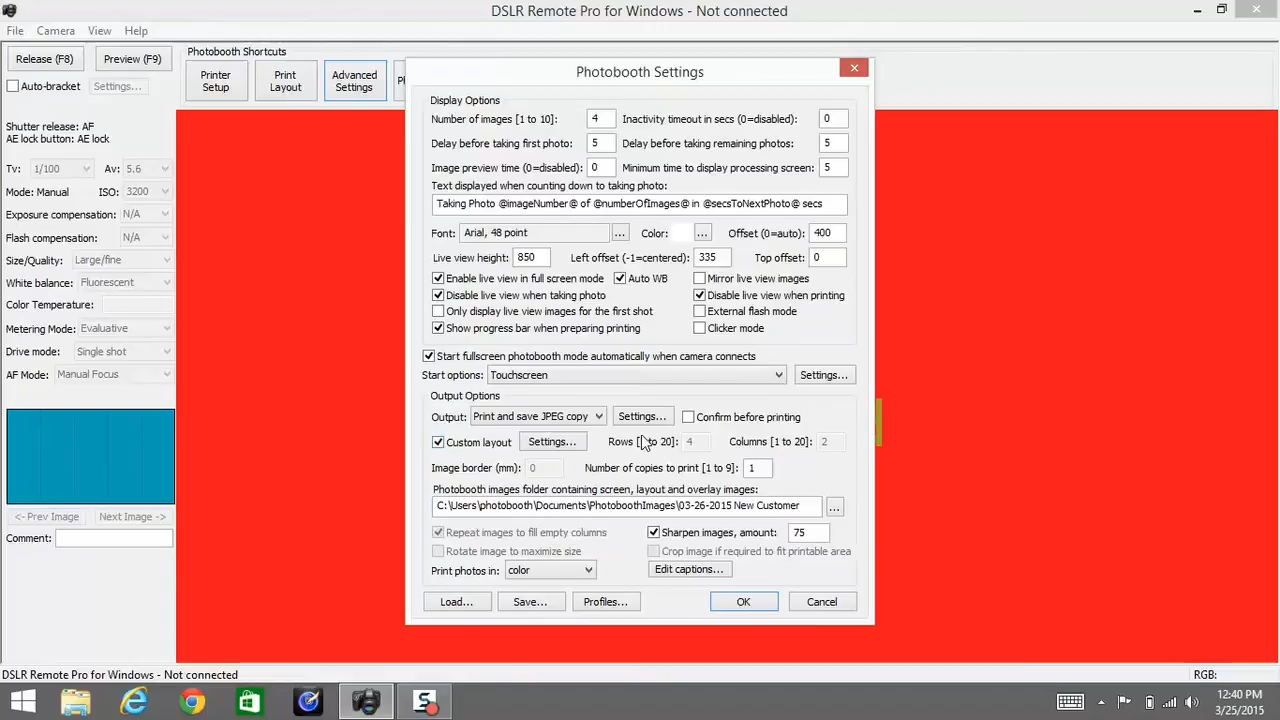 DSLR Remote Pro for Windows - Not connected
File Camera View Help
Release (F8) Preview (F9)
Auto-bracket Settings...
Photobooth Shortcuts
Printer Setup
Print Layout
Advanced Settings
Shutter release: AF
AE lock button: AE lock
Tv: 1/100 Av: 5.6
Mode: Manual ISO: 3200
Exposure compensation: N/A
Flash compensation: N/A
Size/Quality: Large/fine
White balance: Fluorescent
Color Temperature:
Metering Mode: Evaluative
Drive mode: Single shot
AF Mode: Manual Focus
<- Prev Image Next Image ->
Comment:
Photobooth Settings
Display Options
Number of images [1 to 10]: 4 Inactivity timeout in secs (0=disabled): 0
Delay before taking first photo: 5 Delay before taking remaining photos: 5
Image preview time (0=disabled): 0 Minimum time to display processing screen: 5
Text displayed when counting down to taking photo:
Taking Photo @imageNumber@ of @numberOfImages@ in @secsToNextPhoto@ secs
Font: Arial, 48 point ... Color: ... Offset (0=auto): 400
Live view height: 850 Left offset (-1=centered): 335 Top offset: 0
Enable live view in full screen mode Auto WB Mirror live view images
Disable live view when taking photo Disable live view when printing
Only display live view images for the first shot External flash mode
Show progress bar when preparing printing Clicker mode
Start fullscreen photobooth mode automatically when camera connects
Start options: Touchscreen Settings...
Output Options
Output: Print and save JPEG copy Settings... Confirm before printing
Custom layout Settings... Rows [ to 20]: 4 Columns [1 to 20]: 2
Image border (mm): 0 Number of copies to print [1 to 9]: 1
Photobooth images folder containing screen, layout and overlay images:
C:\Users\photobooth\Documents\PhotoboothImages\03-26-2015 New Customer ...
Repeat images to fill empty columns Sharpen images, amount: 75
Rotate image to maximize size Crop image if required to fit printable area
Print photos in: color Edit captions...
Load... Save... Profiles... OK Cancel
DSLR Remote Pro for Windows - Not connected RGB:
12:40 PM
3/25/2015